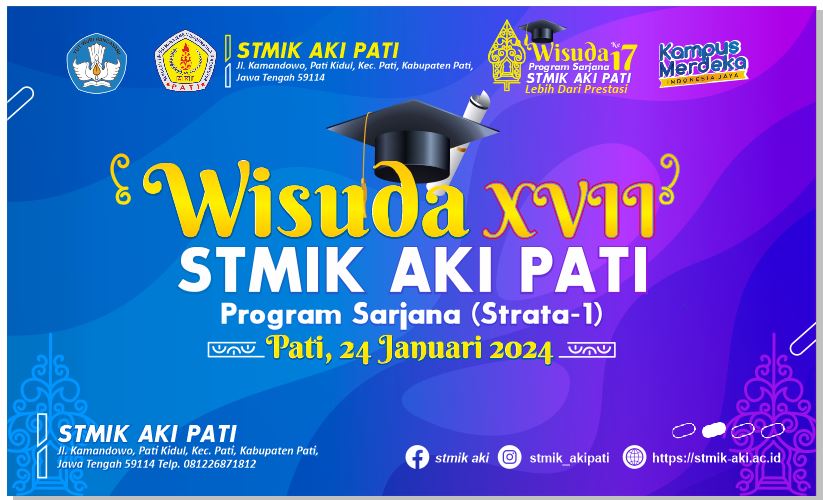 STMIK AKI PATI
Jl. Kamandowo, Pati Kidul, Kec. Pati, Kabupaten Pati,
Jawa Tengah 59114
PATI
Wisuda Ke 17
Program Sarjana
STMIK AKI PATI
Lebih Dari Prestasi
Kampus
Merdeka
INDONESIA JAYA
Wisuda XVII
STMIK AKI PATI
Program Sarjana (Strata-1)
Pati, 24 Januari 2024
STMIK AKI PATI
Jl. Kamandowo, Pati Kidul, Kec. Pati, Kabupaten Pati,
Jawa Tengah 59114 Telp. 081226871812
stmik aki
stmik_akipati
https://stmik-aki.ac.id